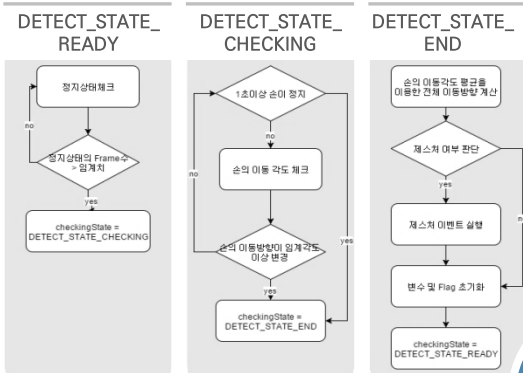 DETECT_STATE_
READY
정지상태체크
no
정지상태의 Frame수
> 임계치
yes
checkingState =
DETECT_STATE_CHECKING
DETECT_STATE_
CHECKING
1초이상 손이 정지
no
손의 이동 각도 체크
no
yes
손의 이동방향이 임계각도
이상 변경
yes
checkingState =
DETECT_STATE_END
DETECT_STATE_
END
손의 이동각도 평균을
이용한 전체 이동방향 계산
제스처 여부 판단
yes
제스처 이벤트 실행
변수 및 Flag 초기화
checkingState =
DETECT_STATE_READY